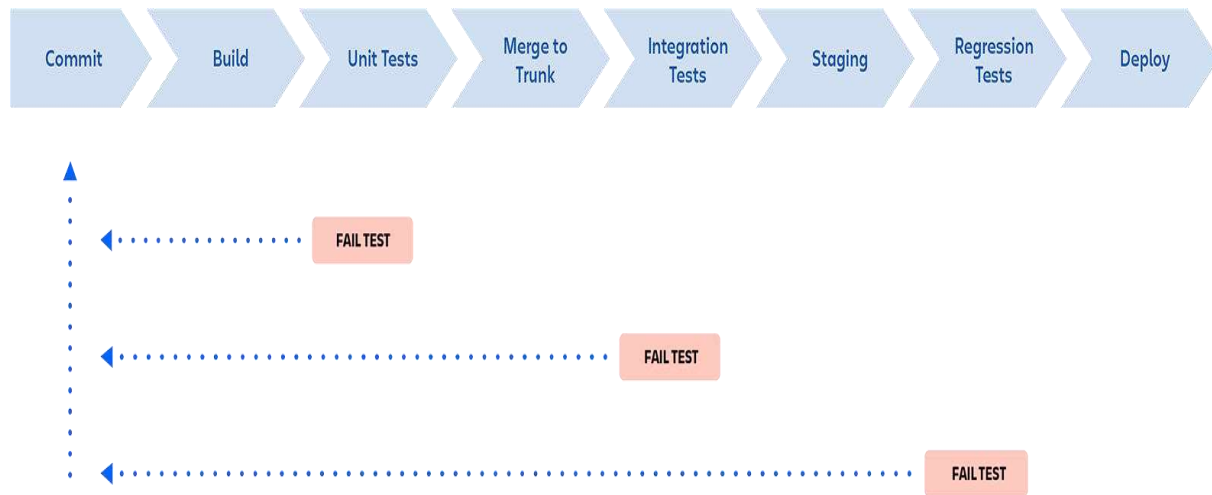 Commit
Build
Unit Tests
Merge to
Trunk
Integration
Tests
Staging
Regression
Tests
Deploy
FAIL TEST
FAIL TEST
FAIL TEST